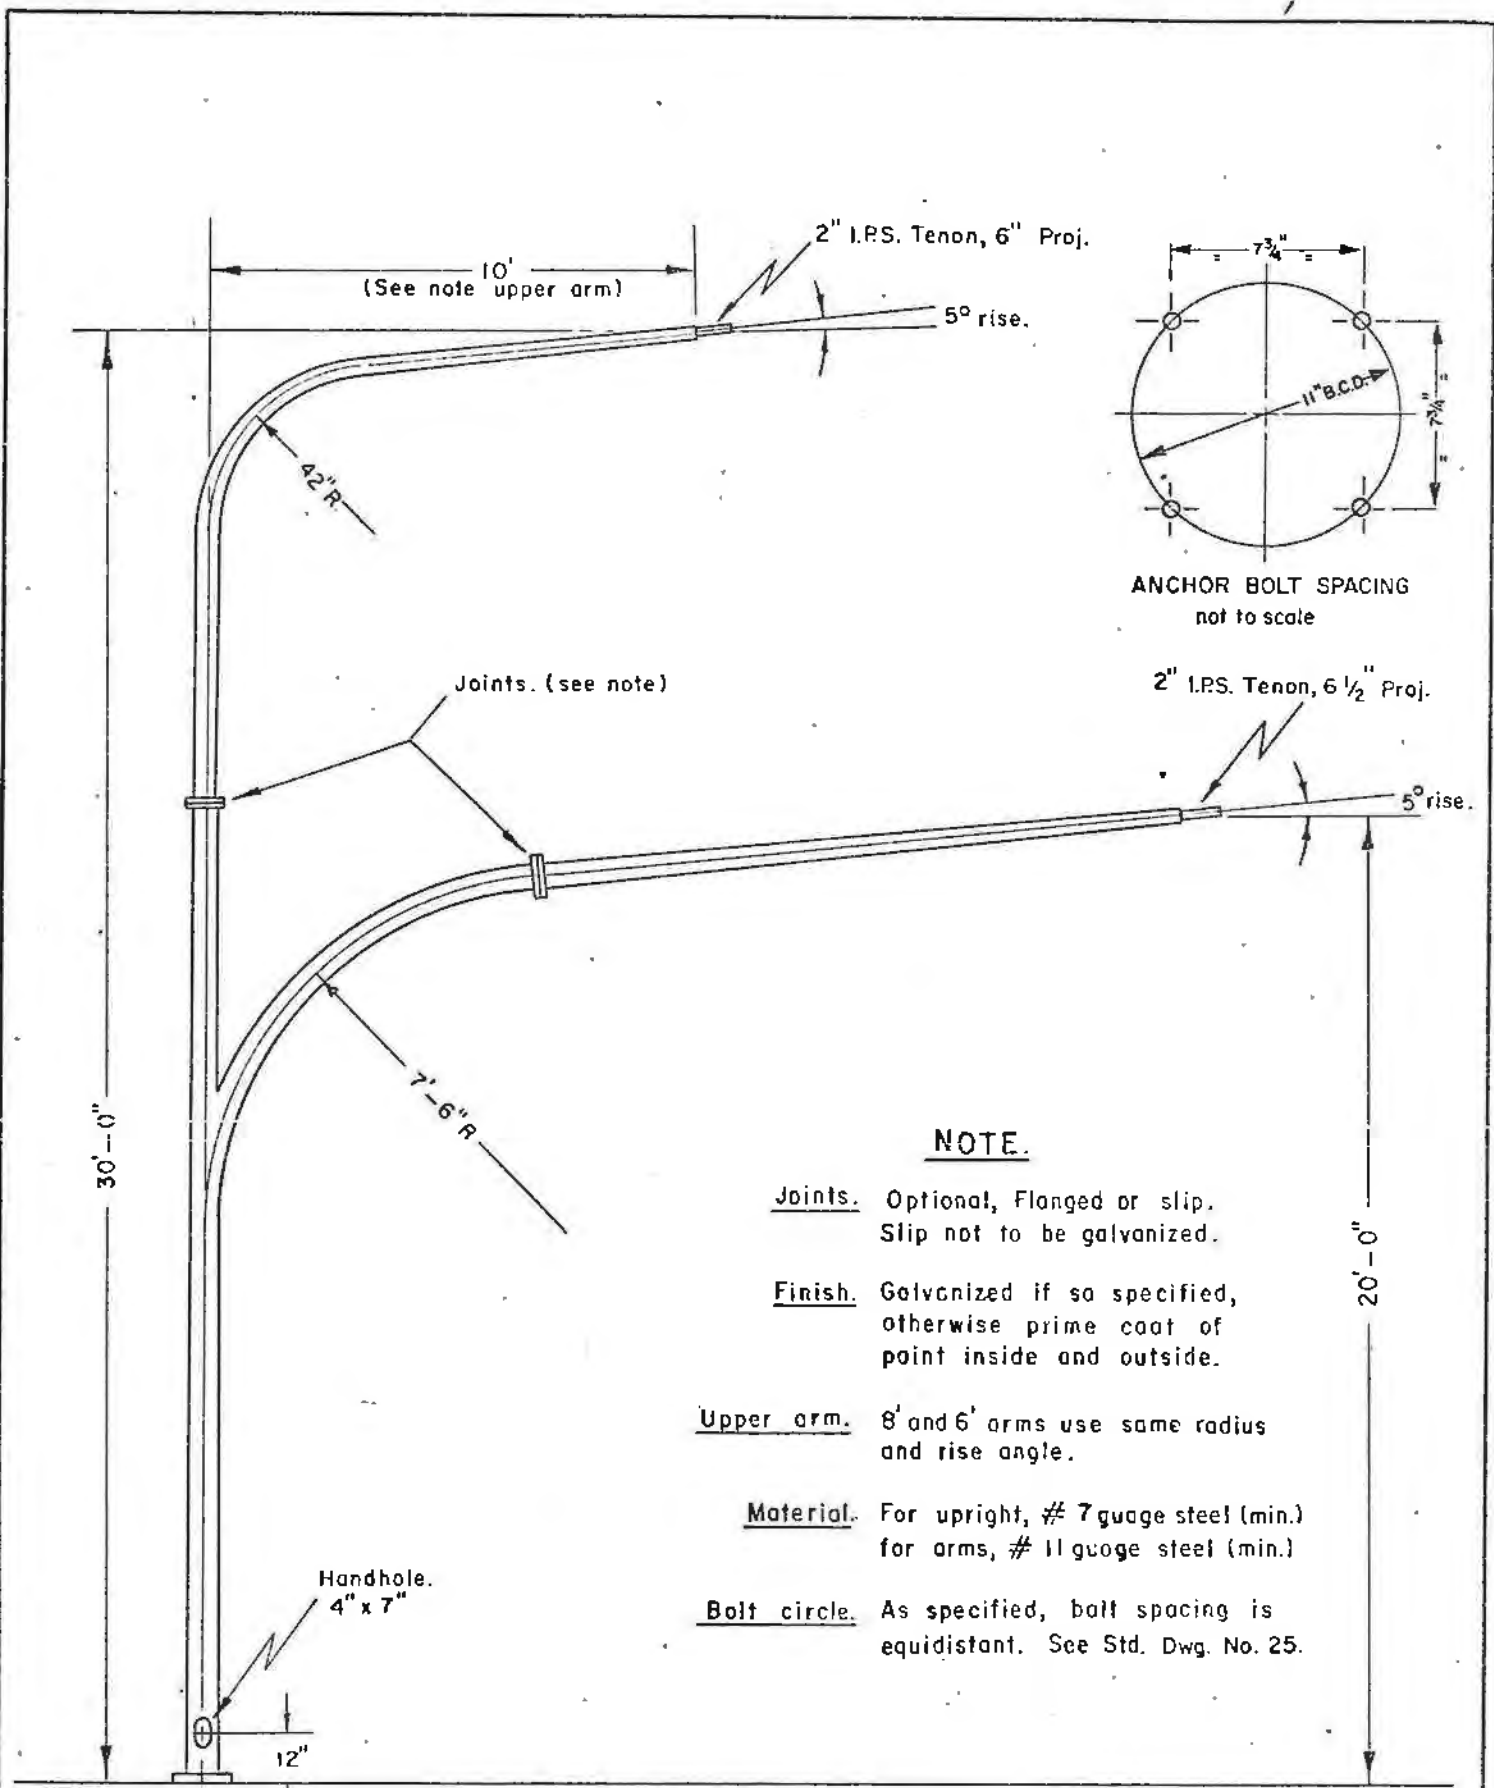 2" I.P.S. Tenon, 6" Proj.
10'
(See note upper arm)
5° rise.
42" R.
7¾"
= =
11" B.C.D.
7¾"
= =
ANCHOR BOLT SPACING
not to scale
Joints. (see note)
2" I.P.S. Tenon, 6 ½" Proj.
5° rise.
7'-6" R
30'-0"
20'-0"
NOTE.
Joints. Optional, Flanged or slip.
Slip not to be galvanized.
Finish. Galvanized if so specified,
otherwise prime coat of
paint inside and outside.
Upper arm. 8' and 6' arms use same radius
and rise angle.
Material. For upright, # 7 guage steel (min.)
for arms, # 11 guage steel (min.)
Bolt circle. As specified, bolt spacing is
equidistant. See Std. Dwg. No. 25.
Handhole.
4" x 7"
12"